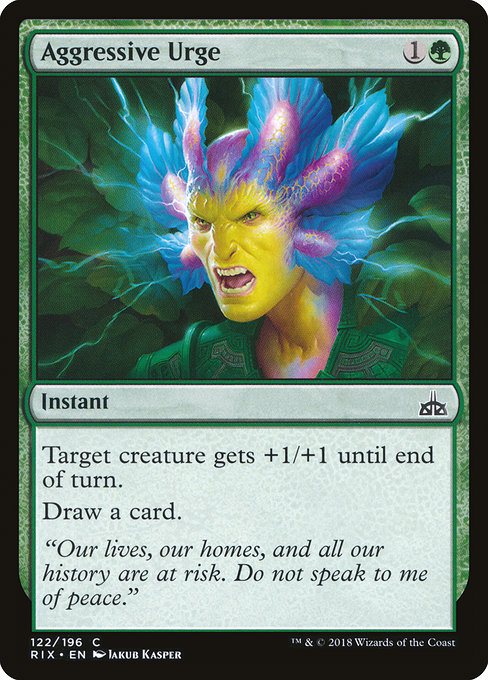 Aggressive Urge 1
Instant
Target creature gets +1/+1 until end
of turn.
Draw a card.
“Our lives, our homes, and all our
history are at risk. Do not speak to me
of peace.”
122/196 C
™ & © 2018 Wizards of the Coast
RIX • EN Jakub Kasper